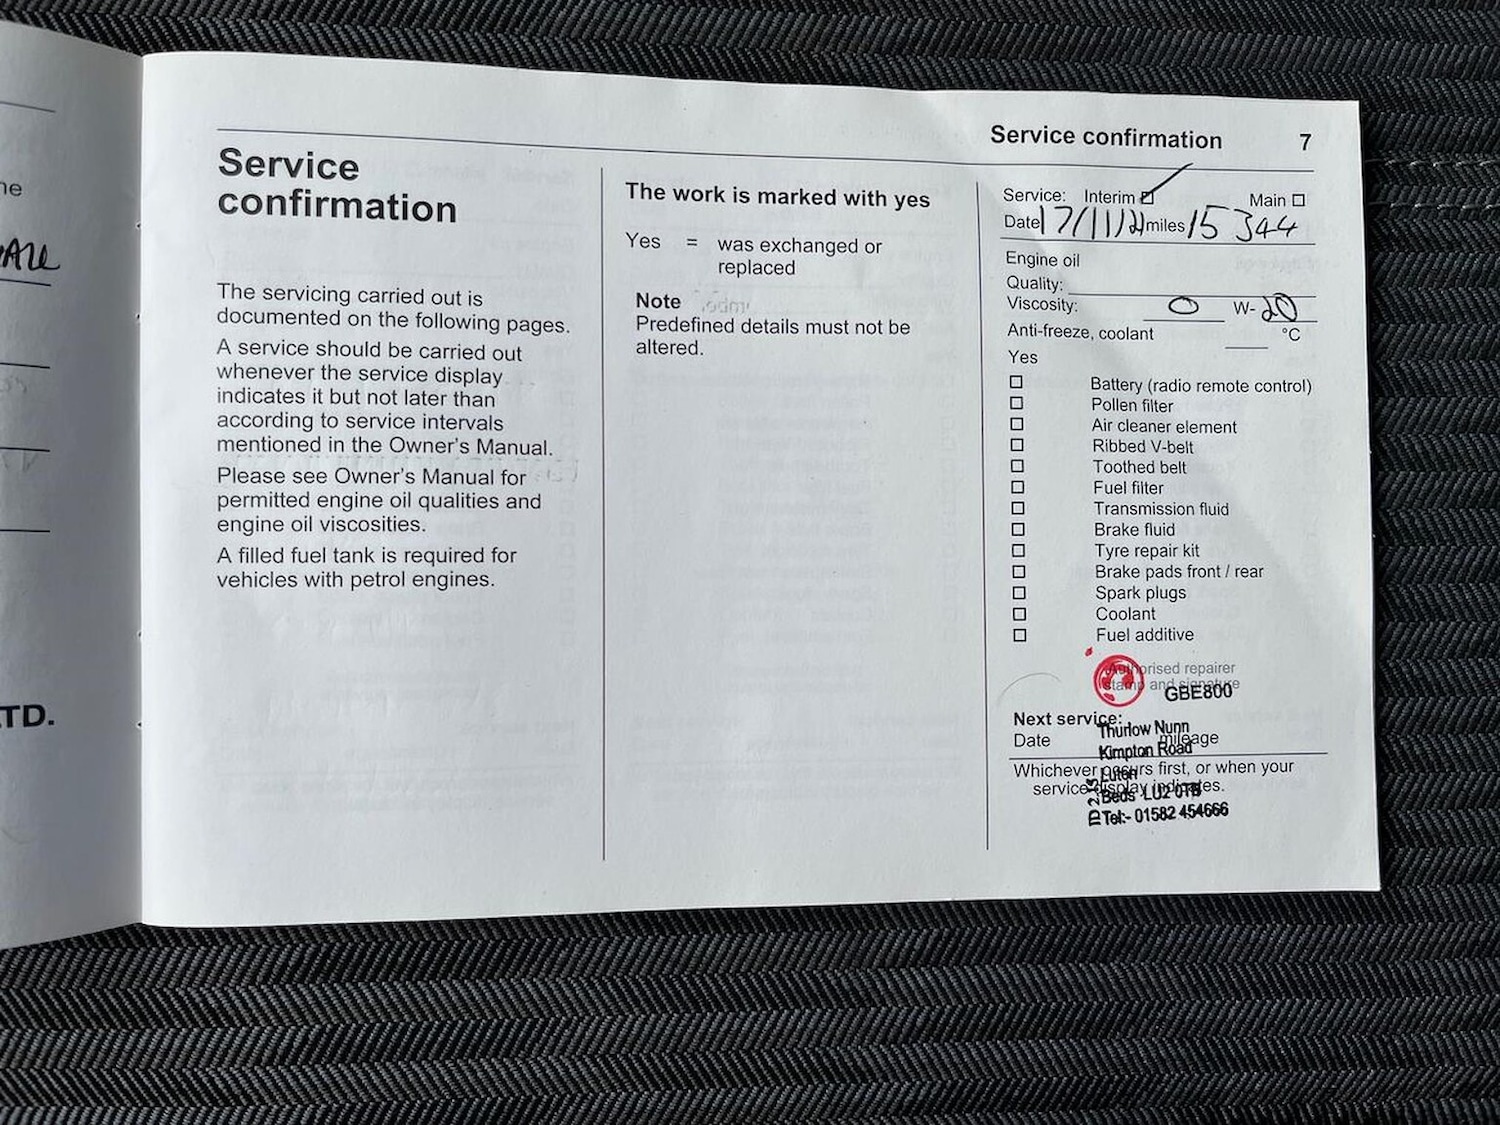 Service confirmation 7
Service
confirmation
The servicing carried out is
documented on the following pages.
A service should be carried out
whenever the service display
indicates it but not later than
according to service intervals
mentioned in the Owner's Manual.
Please see Owner's Manual for
permitted engine oil qualities and
engine oil viscosities.
A filled fuel tank is required for
vehicles with petrol engines.
The work is marked with yes
Yes = was exchanged or
replaced
Note
Predefined details must not be
altered.
Service: Interim Main
Date 17/11/21 miles 15 344
Engine oil
Quality:
Viscosity: 0 W-20
Anti-freeze, coolant °C
Yes
Battery (radio remote control)
Pollen filter
Air cleaner element
Ribbed V-belt
Toothed belt
Fuel filter
Transmission fluid
Brake fluid
Tyre repair kit
Brake pads front / rear
Spark plugs
Coolant
Fuel additive
Authorised repairer
stamp and signature
GBE800
Next service:
Thurlow Nunn
Date mileage
Kimpton Road
Whichever occurs first, or when your
Luton
service display indicates.
Beds LU2 0TB
Tel:- 01582 454666
TD.